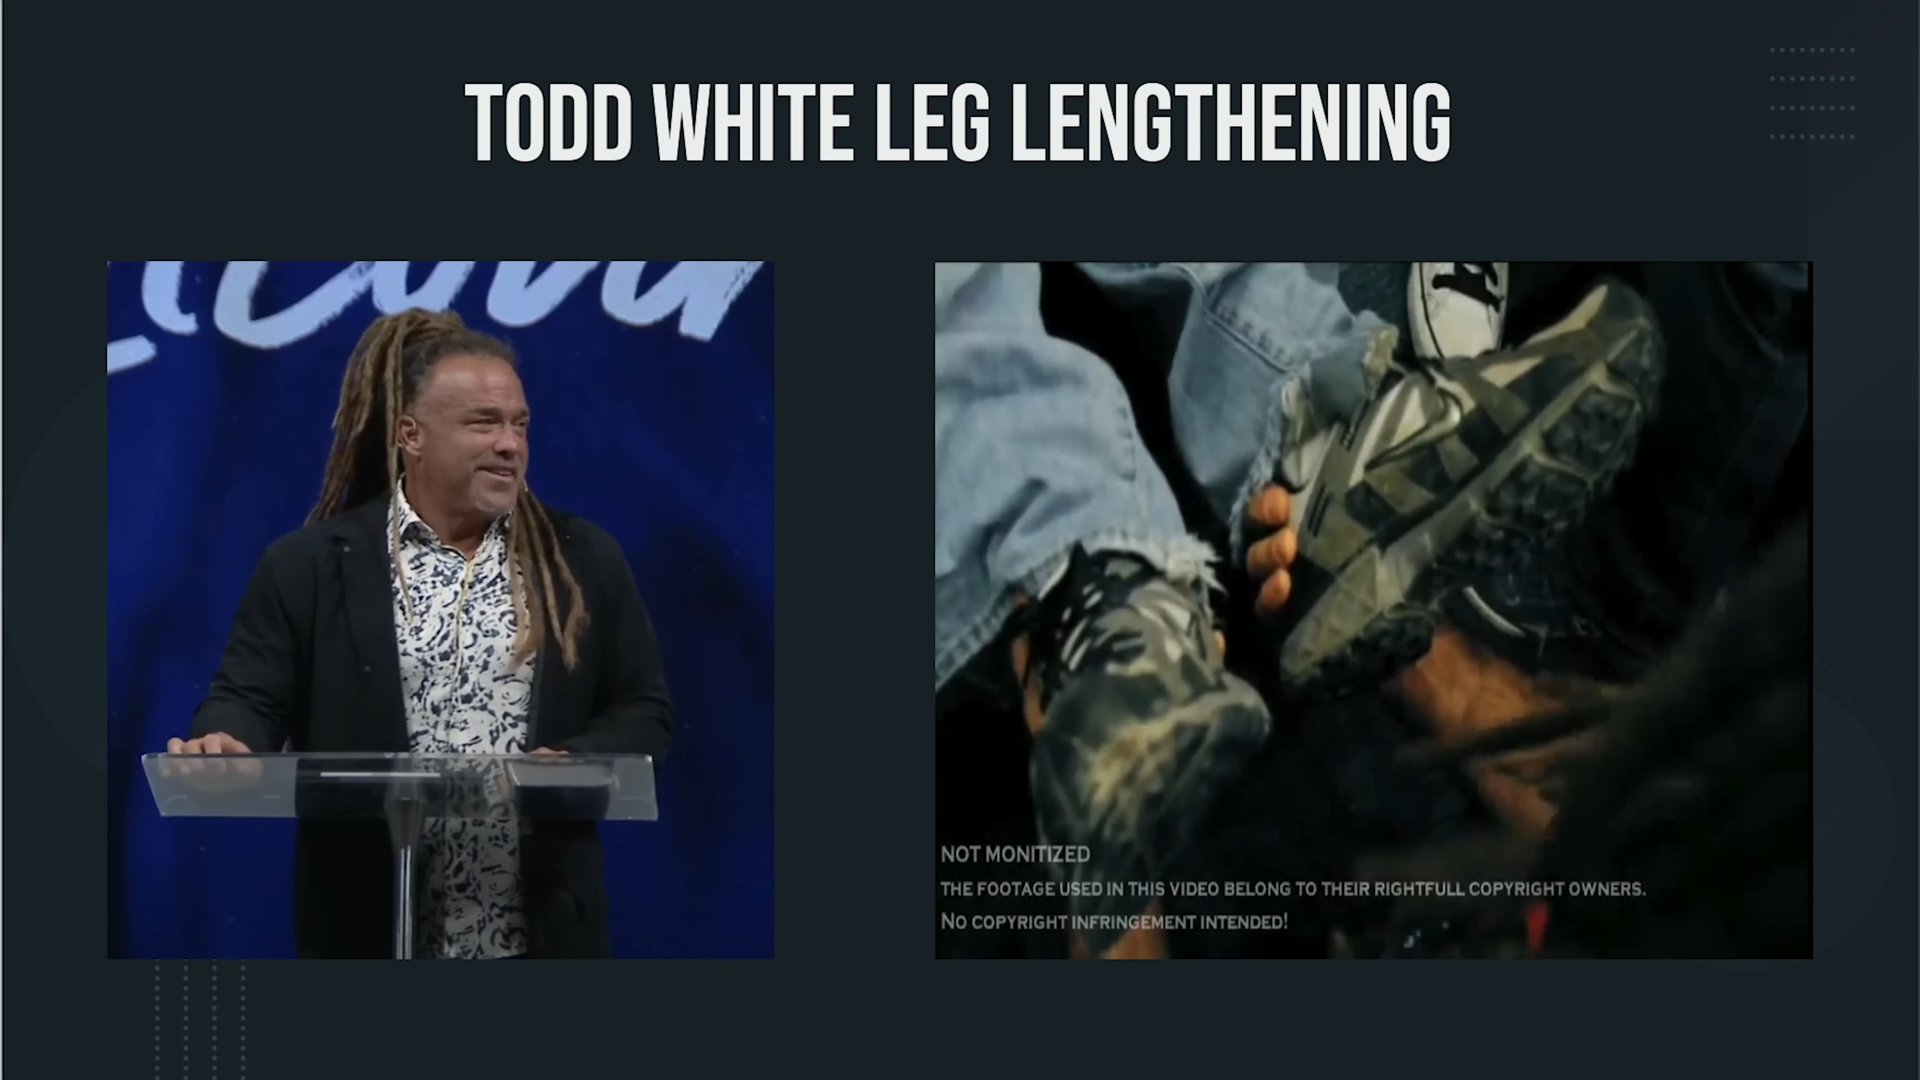 TODD WHITE LEG LENGTHENING
NOT MONITIZED
THE FOOTAGE USED IN THIS VIDEO BELONG TO THEIR RIGHTFULL COPYRIGHT OWNERS.
NO COPYRIGHT INFRINGEMENT INTENDED!